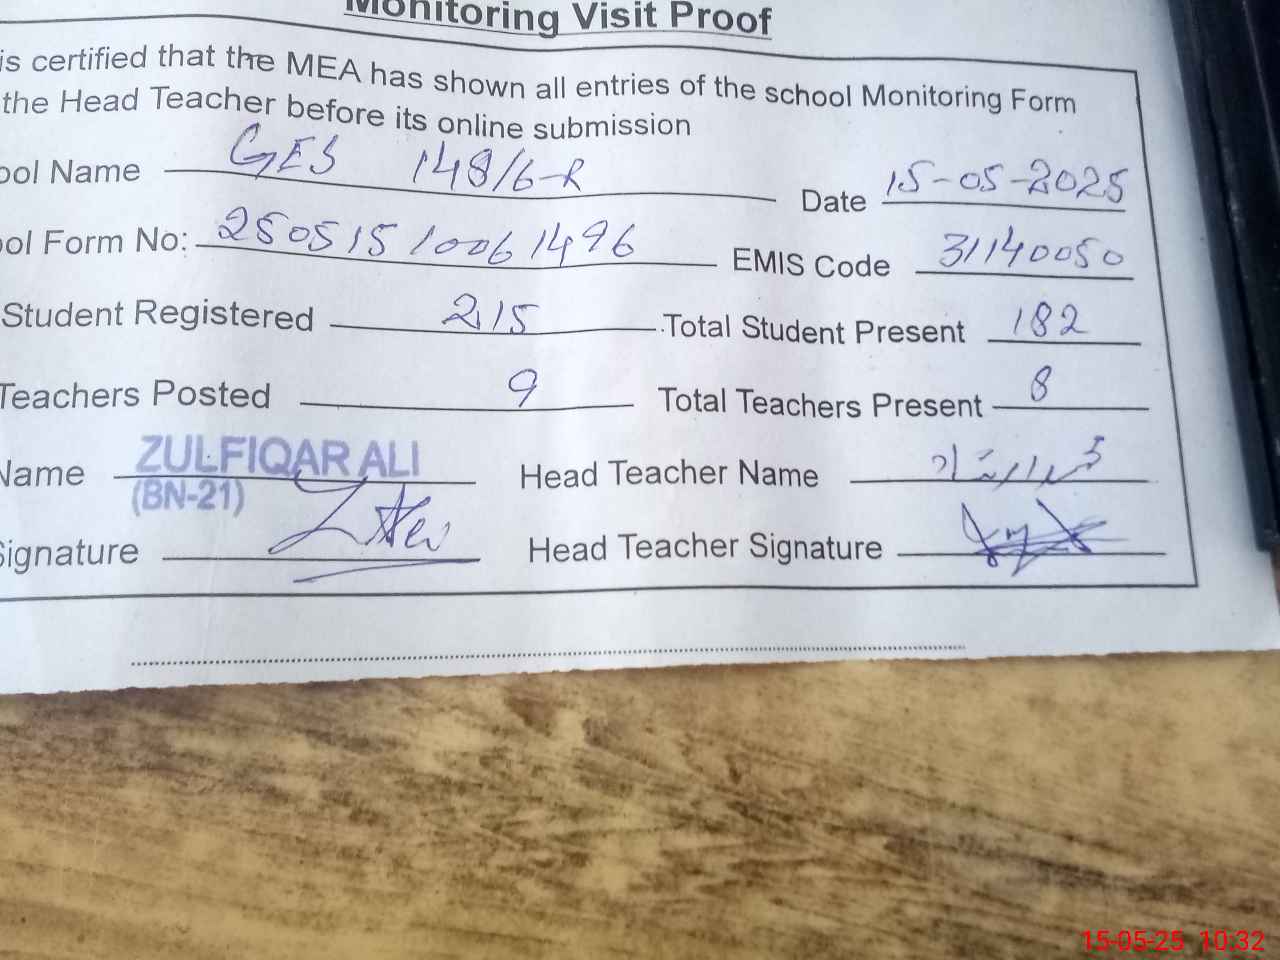 Monitoring Visit Proof
is certified that the MEA has shown all entries of the school Monitoring Form
the Head Teacher before its online submission
ool Name GES 148/6-R Date 15-05-2025
ool Form No: 25051510061496 EMIS Code 31140050
Student Registered 215 Total Student Present 182
Teachers Posted 9 Total Teachers Present 8
Name ZULFIQAR ALI Head Teacher Name
(BN-21)
Signature Head Teacher Signature
15-05-25 10:32